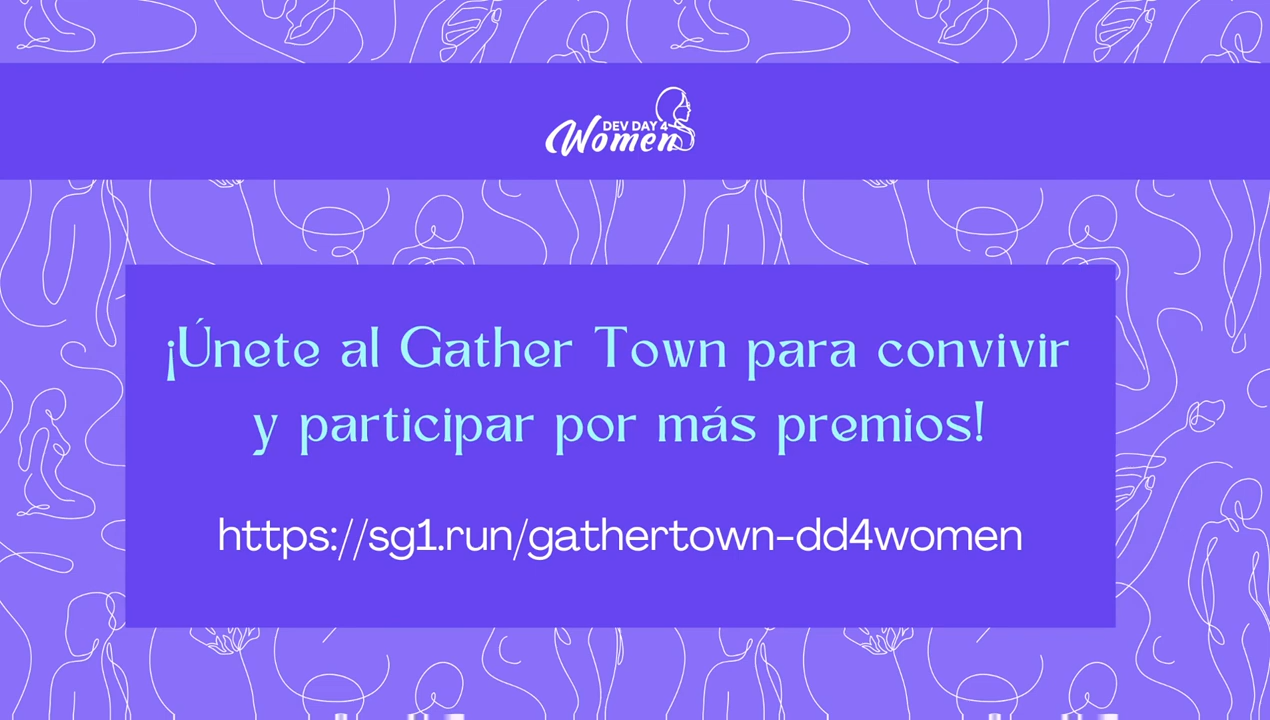 DEV DAY 4
Women
¡Únete al Gather Town para convivir
y participar por más premios!
https://sg1.run/gathertown-dd4women